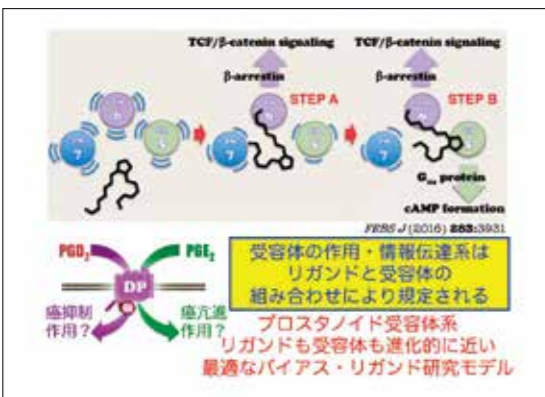 TCF/β-catenin signaling TCF/β-catenin signaling
β-arrestin β-arrestin
STEP A STEP B
7 7 7
protein
cAMP formation
FEBS J (2016) 283:3931
PGD₂ PGE₂
DP
癌抑制
作用?
癌亢進
作用?
受容体の作用・情報伝達系は
リガンドと受容体の
組み合わせにより規定される
プロスタノイド受容体系
リガンドも受容体も進化的に近い
最適なバイアス・リガンド研究モデル